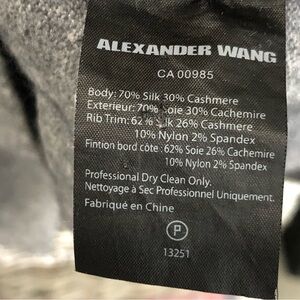 ALEXANDER WANG
CA 00985
Body: 70% Silk 30% Cashmere
Exterieur: 70% Soie 30% Cachemire
Rib Trim: 62% Silk 26% Cashmere
10% Nylon 2% Spandex
Fintion bord côte: 62% Soie 26% Cachemire
10% Nylon 2% Spandex
Professional Dry Clean Only.
Nettoyage à Sec Professionnel Uniquement.
Fabriqué en Chine
P
13251